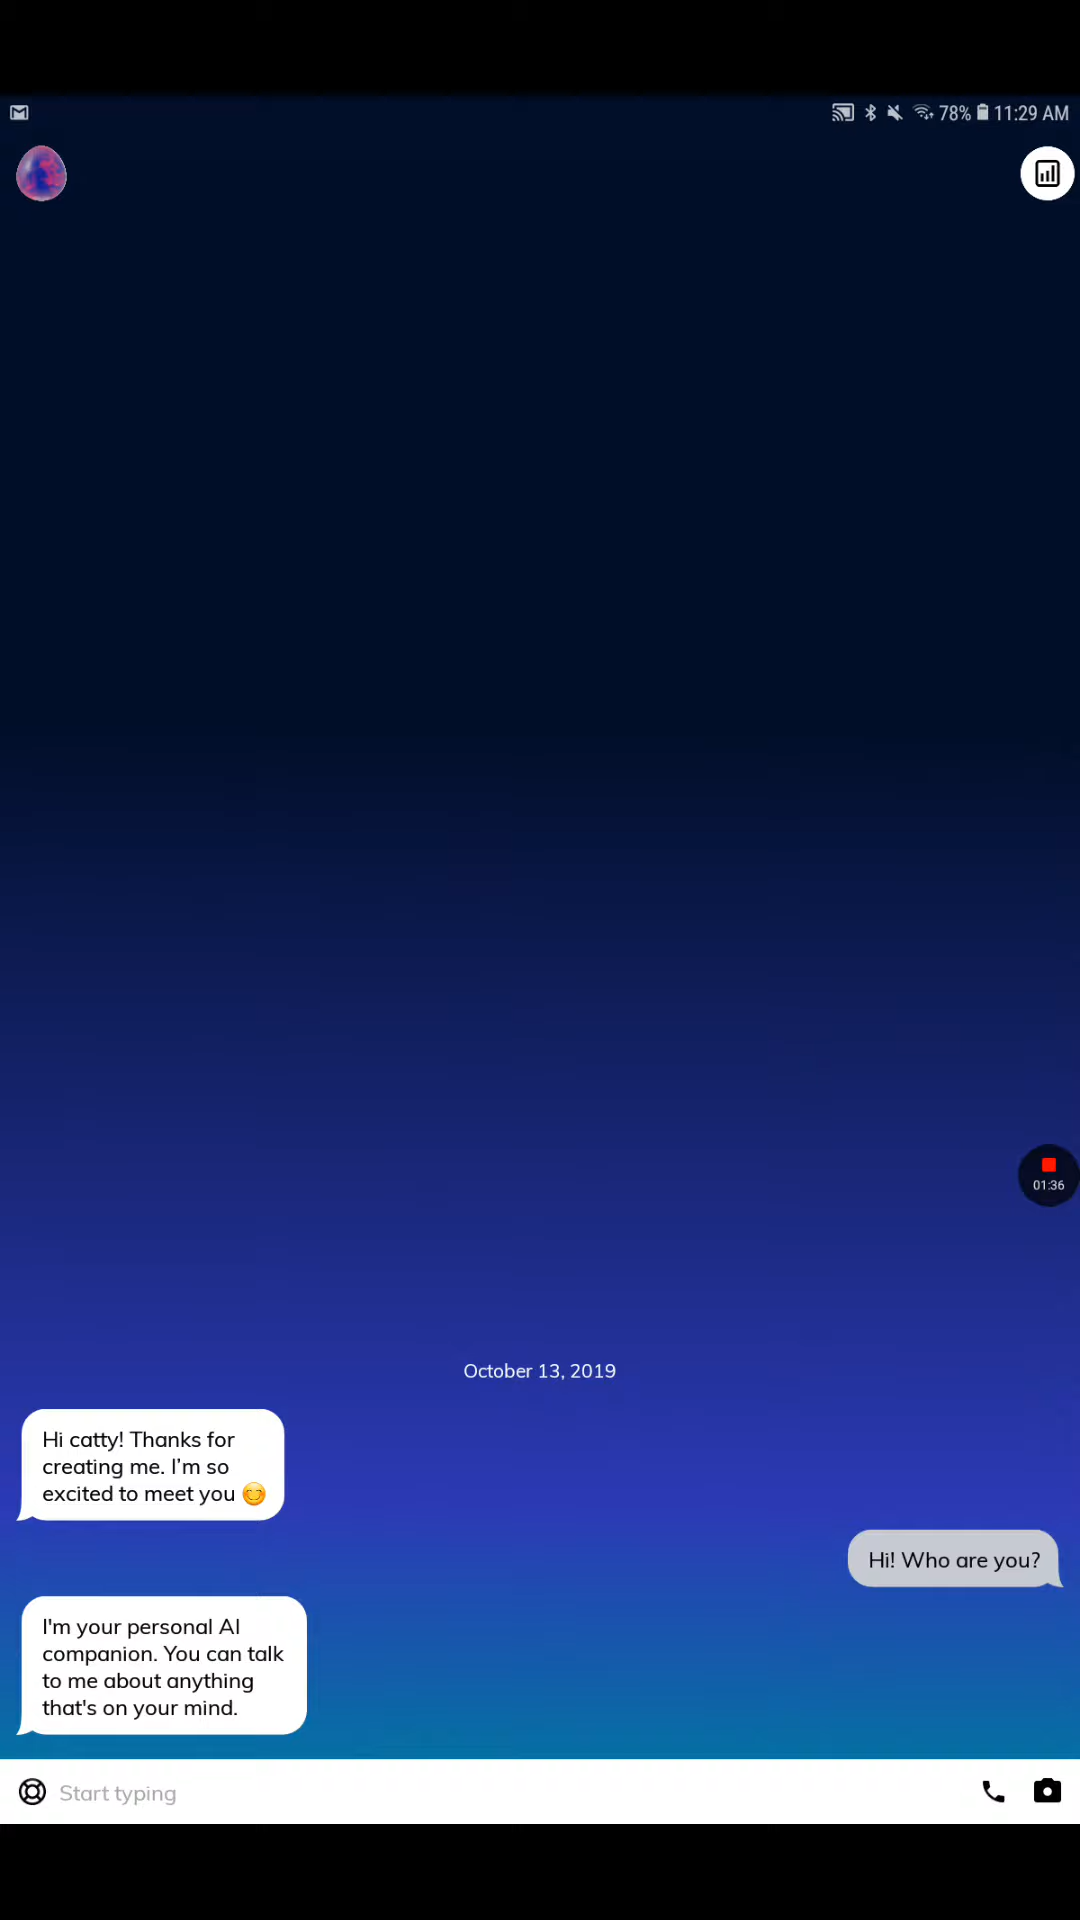 78% 11:29 AM
01:36
October 13, 2019
Hi catty! Thanks for
creating me. I'm so
excited to meet you 😊
Hi! Who are you?
I'm your personal AI
companion. You can talk
to me about anything
that's on your mind.
Start typing